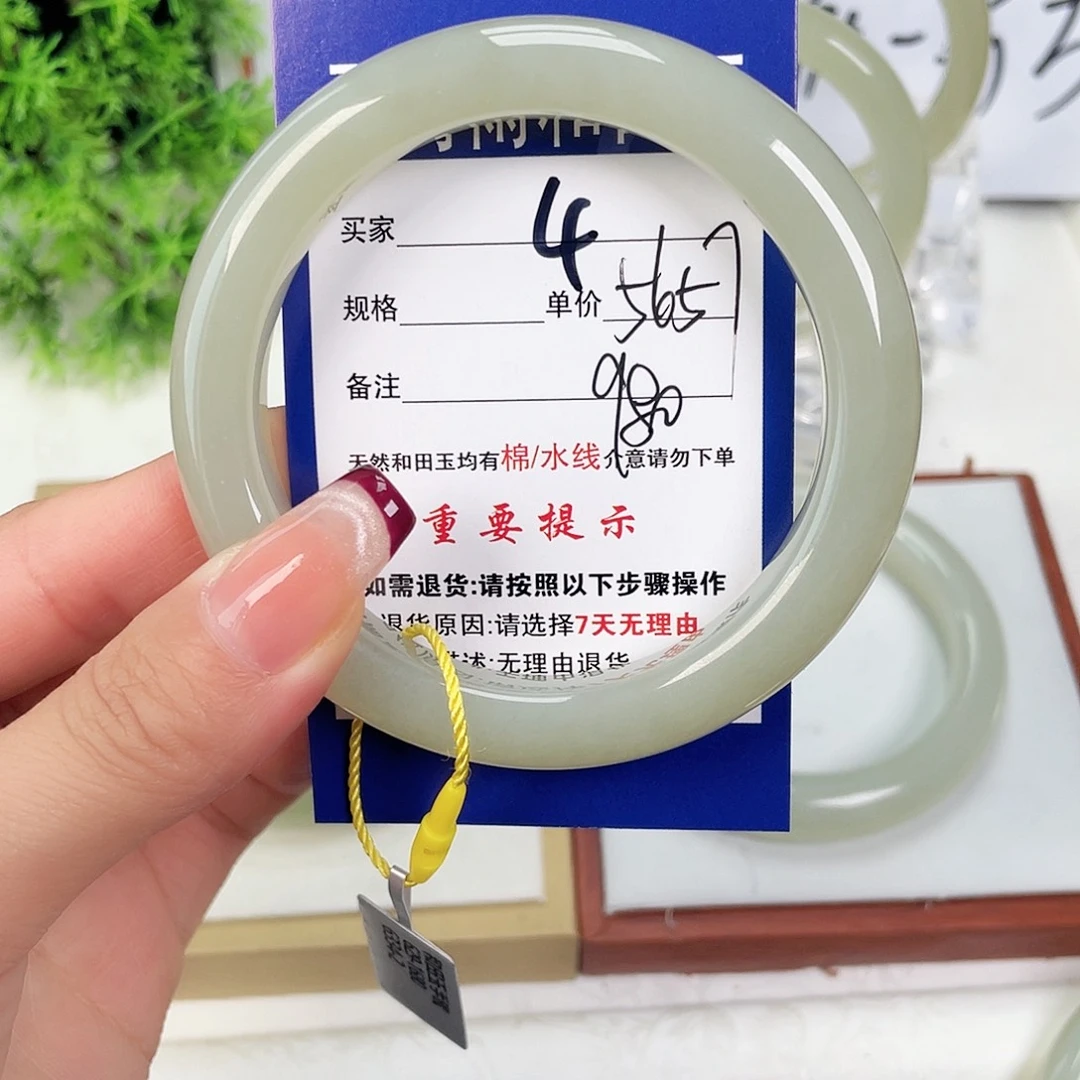 买家 4
规格 单价 565
备注 980
天然和田玉均有棉/水线介意请勿下单
重要提示
如需退货:请按照以下步骤操作
退货原因:请选择7天无理由
述:无理由退货